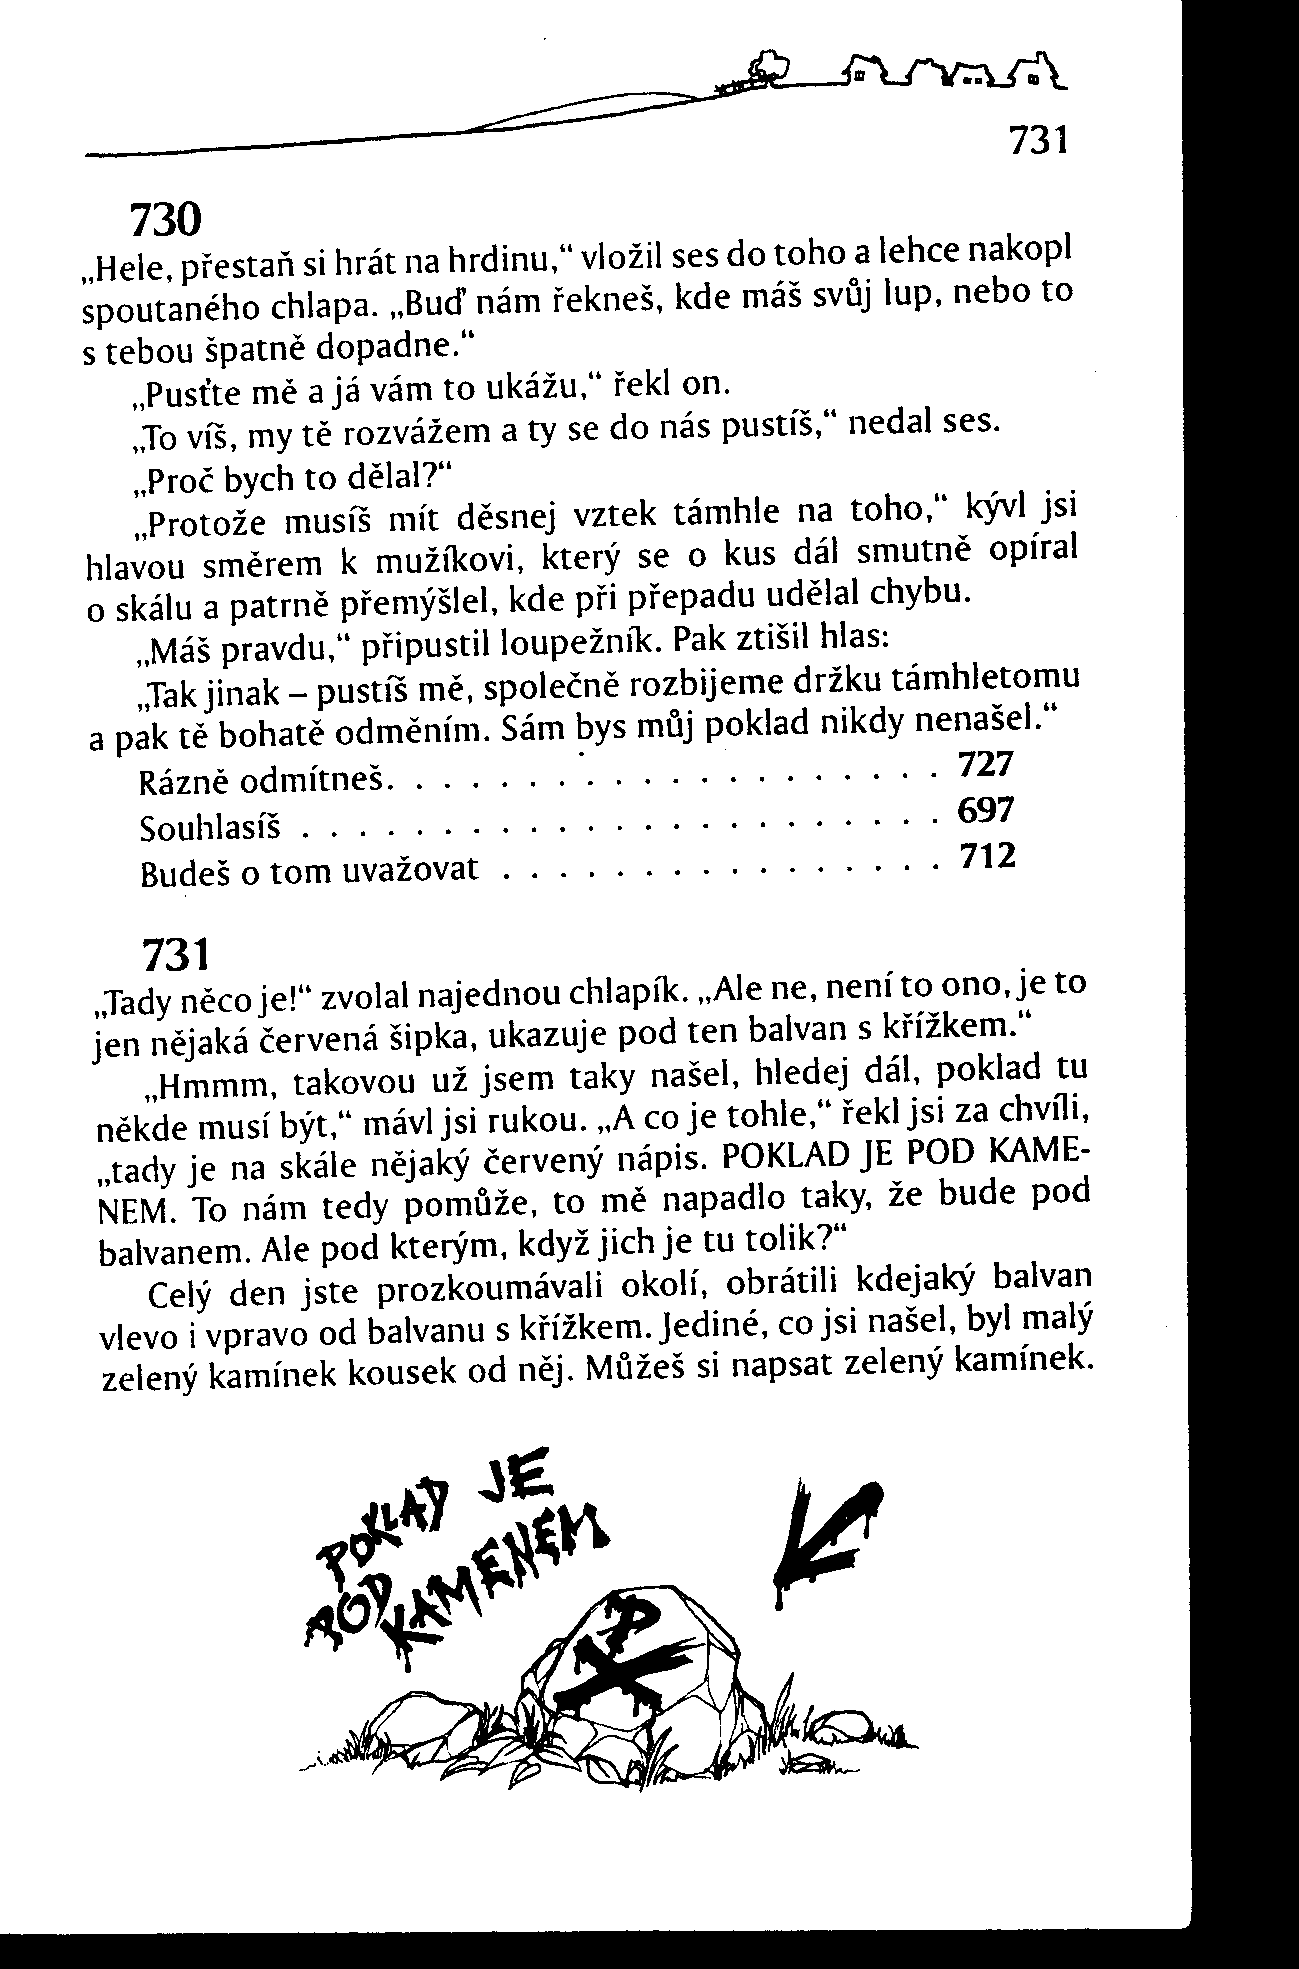 731
730
„Hele, přestaň si hrát na hrdinu,“ vložil ses do toho a lehce nakopl
spoutaného chlapa. „Buď nám řekneš, kde máš svůj lup, nebo to
s tebou špatně dopadne.“
„Pusťte mě a já vám to ukážu,“ řekl on.
„To víš, my tě rozvážem a ty se do nás pustíš,“ nedal ses.
„Proč bych to dělal?“
„Protože musíš mít děsnej vztek támhle na toho,“ kývl jsi
hlavou směrem k mužíkovi, který se o kus dál smutně opíral
o skálu a patrně přemýšlel, kde při přepadu udělal chybu.
„Máš pravdu,“ připustil loupežník. Pak ztišil hlas:
„Tak jinak – pustíš mě, společně rozbijeme držku támhletomu
a pak tě bohatě odměním. Sám bys můj poklad nikdy nenašel.“
Rázně odmítneš. . . . . . . . . . . . . . . . . . . . 727
Souhlasíš . . . . . . . . . . . . . . . . . . . . . . . 697
Budeš o tom uvažovat . . . . . . . . . . . . . . . . 712
731
„Tady něco je!“ zvolal najednou chlapík. „Ale ne, není to ono, je to
jen nějaká červená šipka, ukazuje pod ten balvan s křížkem.“
„Hmmm, takovou už jsem taky našel, hledej dál, poklad tu
někde musí být,“ mávl jsi rukou. „A co je tohle,“ řekl jsi za chvíli,
„tady je na skále nějaký červený nápis. POKLAD JE POD KAME-
NEM. To nám tedy pomůže, to mě napadlo taky, že bude pod
balvanem. Ale pod kterým, když jich je tu tolik?“
Celý den jste prozkoumávali okolí, obrátili kdejaký balvan
vlevo i vpravo od balvanu s křížkem. Jediné, co jsi našel, byl malý
zelený kamínek kousek od něj. Můžeš si napsat zelený kamínek.
POKLAD JE
POD KAMENEM
P